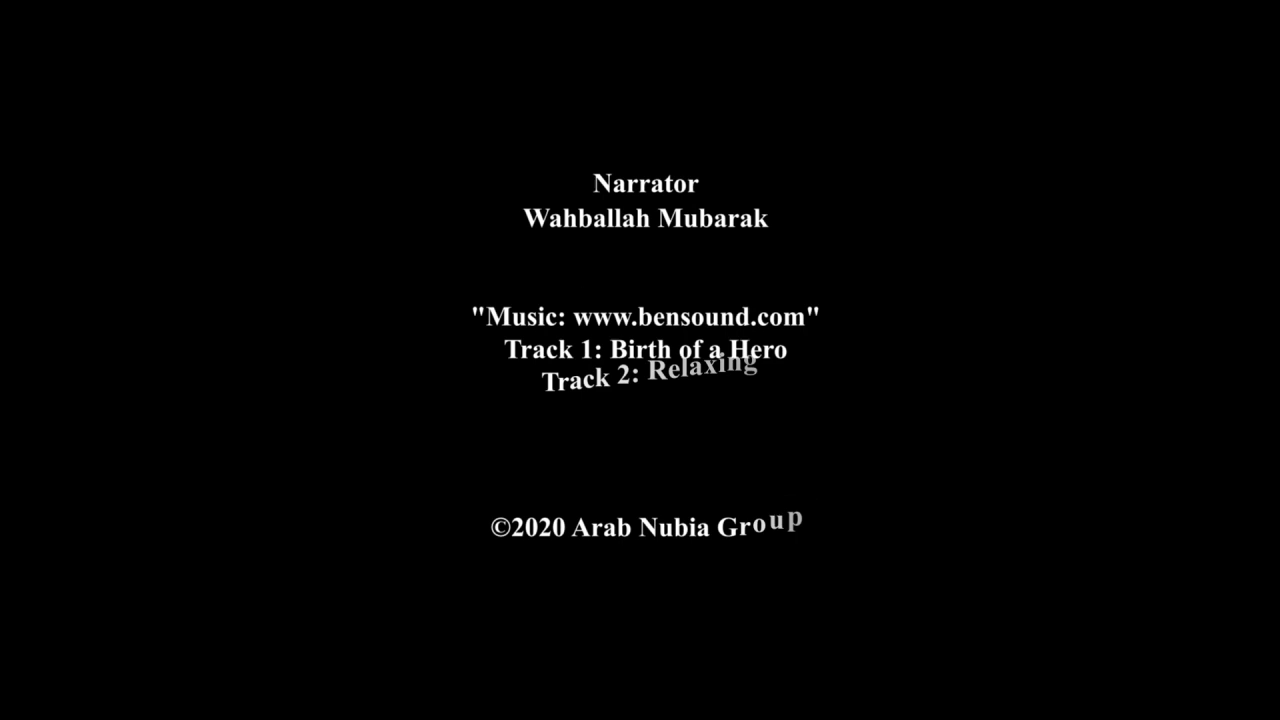 Narrator
Wahballah Mubarak
"Music: www.bensound.com"
Track 1: Birth of a Hero
Track 2: Relaxing
©2020 Arab Nubia Group